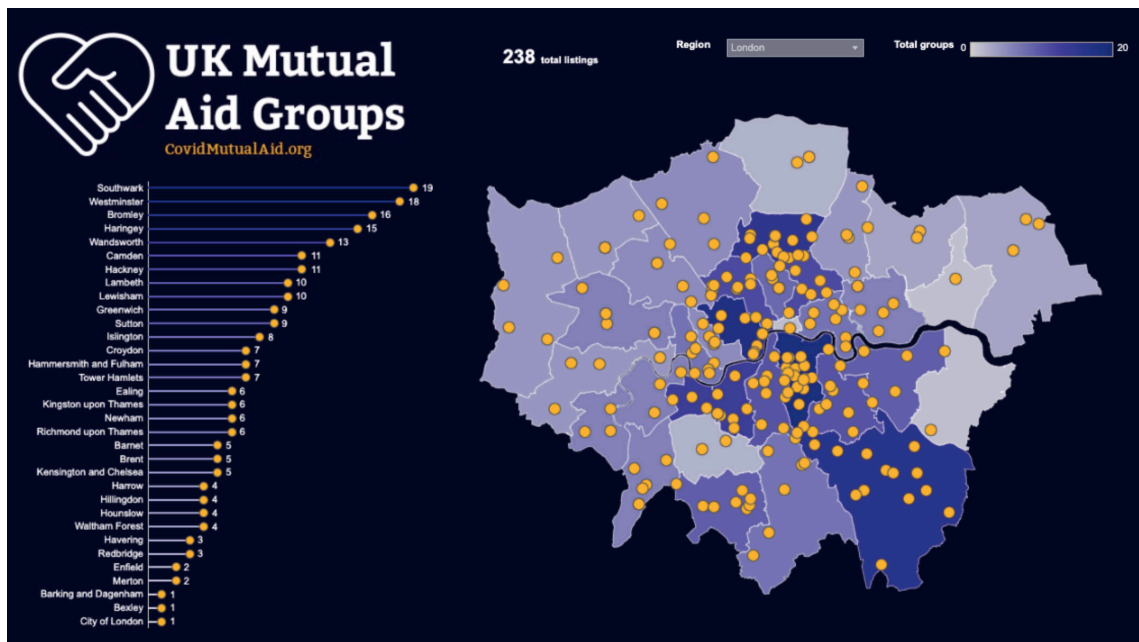 UK Mutual
Aid Groups
CovidMutualAid.org
238 total listings
Region
London
Total groups 0 20
Southwark 19
Westminster 18
Bromley 16
Haringey 15
Wandsworth 13
Camden 11
Hackney 11
Lambeth 10
Lewisham 10
Greenwich 9
Sutton 9
Islington 8
Croydon 7
Hammersmith and Fulham 7
Tower Hamlets 7
Ealing 6
Kingston upon Thames 6
Newham 6
Richmond upon Thames 6
Barnet 5
Brent 5
Kensington and Chelsea 5
Harrow 4
Hillingdon 4
Hounslow 4
Waltham Forest 4
Havering 3
Redbridge 3
Enfield 2
Merton 2
Barking and Dagenham 1
Bexley 1
City of London 1